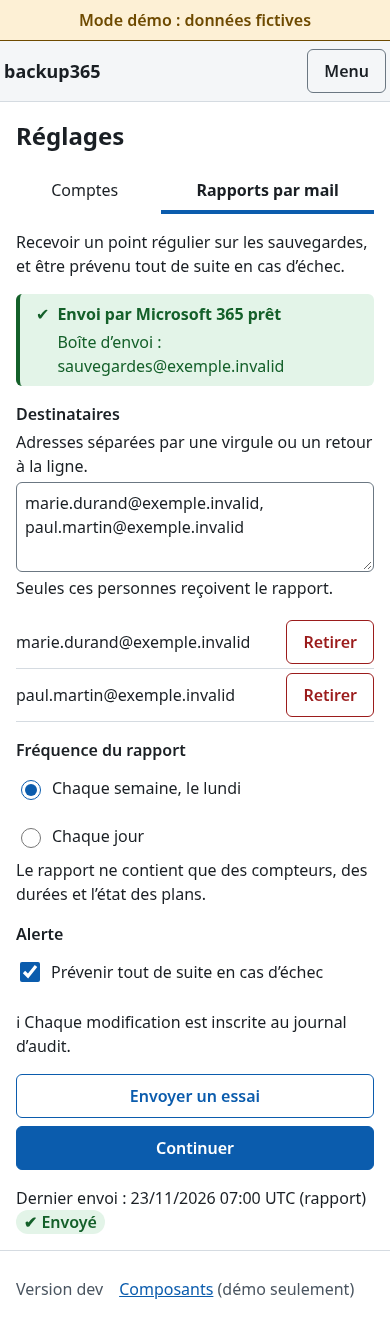 Mode démo : données fictives
backup365
Menu
Réglages
Comptes
Rapports par mail
Recevoir un point régulier sur les sauvegardes,
et être prévenu tout de suite en cas d’échec.
✔ Envoi par Microsoft 365 prêt
Boîte d’envoi :
sauvegardes@exemple.invalid
Destinataires
Adresses séparées par une virgule ou un retour
à la ligne.
marie.durand@exemple.invalid,
paul.martin@exemple.invalid
Seules ces personnes reçoivent le rapport.
marie.durand@exemple.invalid
Retirer
paul.martin@exemple.invalid
Retirer
Fréquence du rapport
Chaque semaine, le lundi
Chaque jour
Le rapport ne contient que des compteurs, des
durées et l’état des plans.
Alerte
Prévenir tout de suite en cas d’échec
i Chaque modification est inscrite au journal
d’audit.
Envoyer un essai
Continuer
Dernier envoi : 23/11/2026 07:00 UTC (rapport)
✔ Envoyé
Version dev Composants (démo seulement)